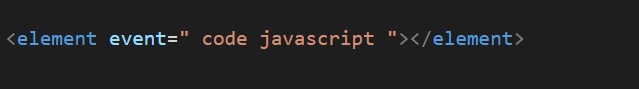 <element event=" code javascript "></element>